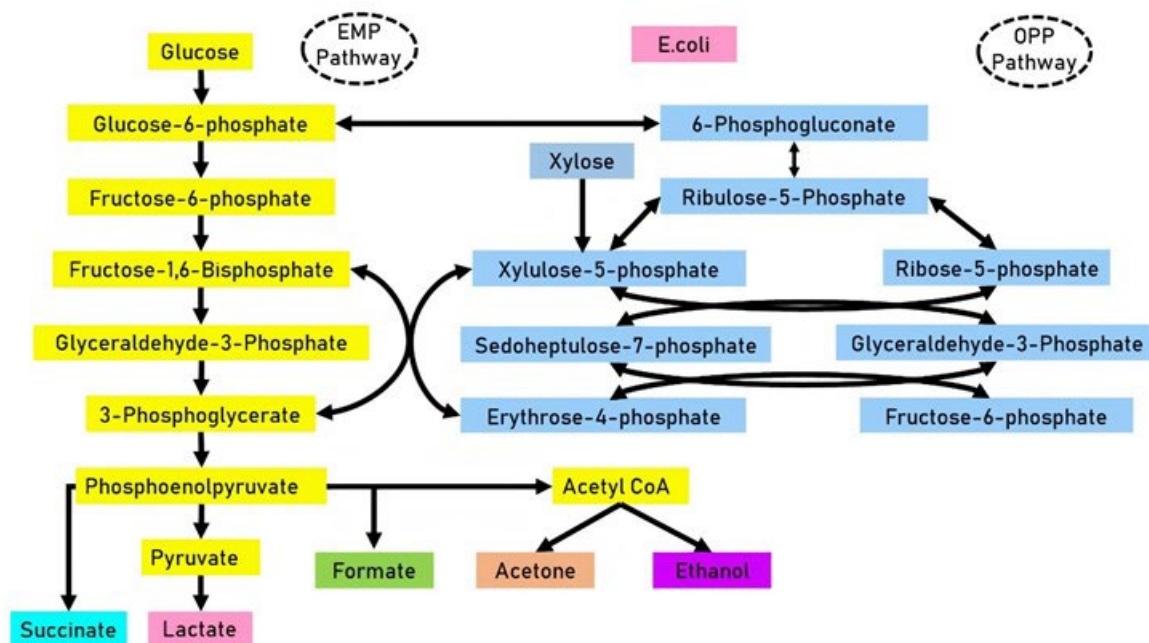 EMP
Pathway
E.coli
OPP
Pathway
Glucose
Glucose-6-phosphate
6-Phosphogluconate
Xylose
Fructose-6-phosphate
Ribulose-5-Phosphate
Fructose-1,6-Bisphosphate
Xylulose-5-phosphate
Ribose-5-phosphate
Glyceraldehyde-3-Phosphate
Sedoheptulose-7-phosphate
Glyceraldehyde-3-Phosphate
3-Phosphoglycerate
Erythrose-4-phosphate
Fructose-6-phosphate
Phosphoenolpyruvate
Acetyl CoA
Pyruvate
Formate
Acetone
Ethanol
Succinate
Lactate